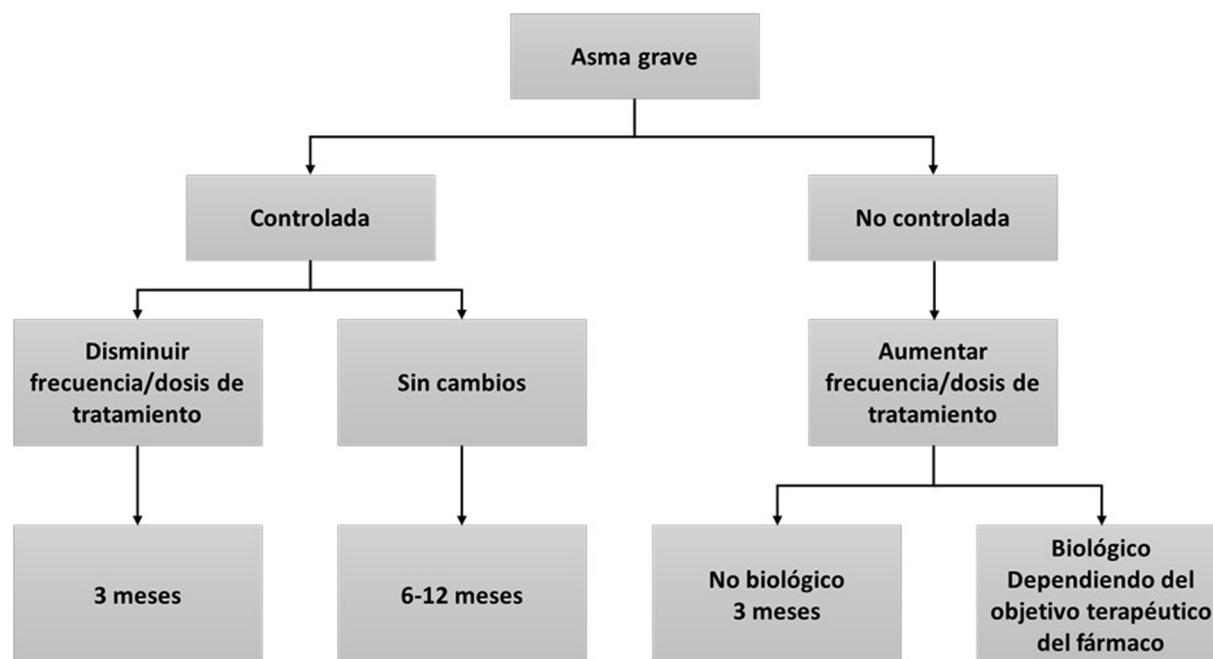 Asma grave
Controlada
No controlada
Disminuir
frecuencia/dosis de
tratamiento
Sin cambios
Aumentar
frecuencia/dosis de
tratamiento
3 meses
6-12 meses
No biológico
3 meses
Biológico
Dependiendo del
objetivo terapéutico
del fármaco